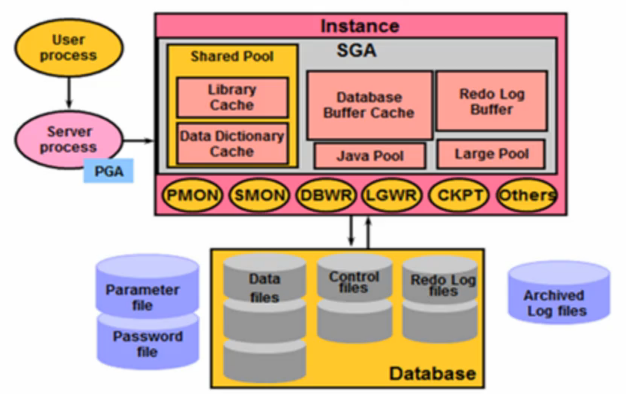 Instance
User
process
SGA
Shared Pool
Library
Cache
Database
Buffer Cache
Redo Log
Buffer
Server
process
Data Dictionary
Cache
Java Pool
Large Pool
PGA
PMON
SMON
DBWR
LGWR
CKPT
Others
Parameter
file
Password
file
Data
files
Control
files
Redo Log
files
Archived
Log files
Database